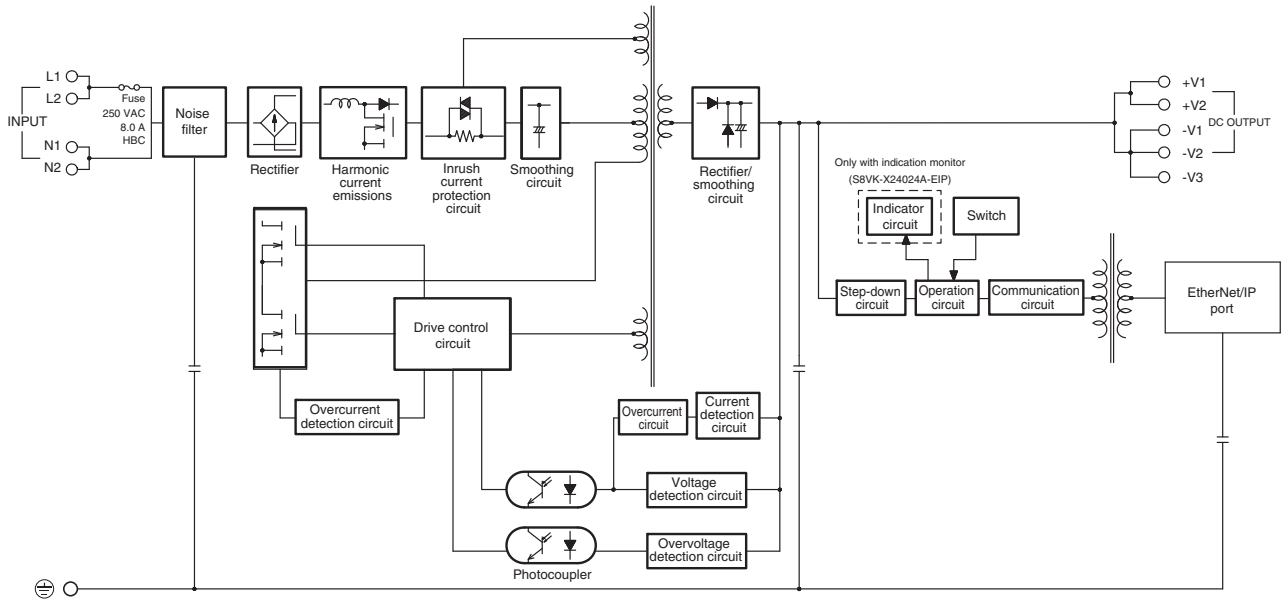 L1
L2
INPUT
N1
N2
Fuse
250 VAC
8.0 A
HBC
Noise
filter
Rectifier
Harmonic
current
emissions
Inrush
current
protection
circuit
Smoothing
circuit
Rectifier/
smoothing
circuit
+V1
+V2
-V1
DC OUTPUT
-V2
-V3
Only with indication monitor
(S8VK-X24024A-EIP)
Indicator
circuit
Switch
Step-down
circuit
Operation
circuit
Communication
circuit
EtherNet/IP
port
Drive control
circuit
Overcurrent
detection circuit
Overcurrent
circuit
Current
detection
circuit
Voltage
detection circuit
Overvoltage
detection circuit
Photocoupler